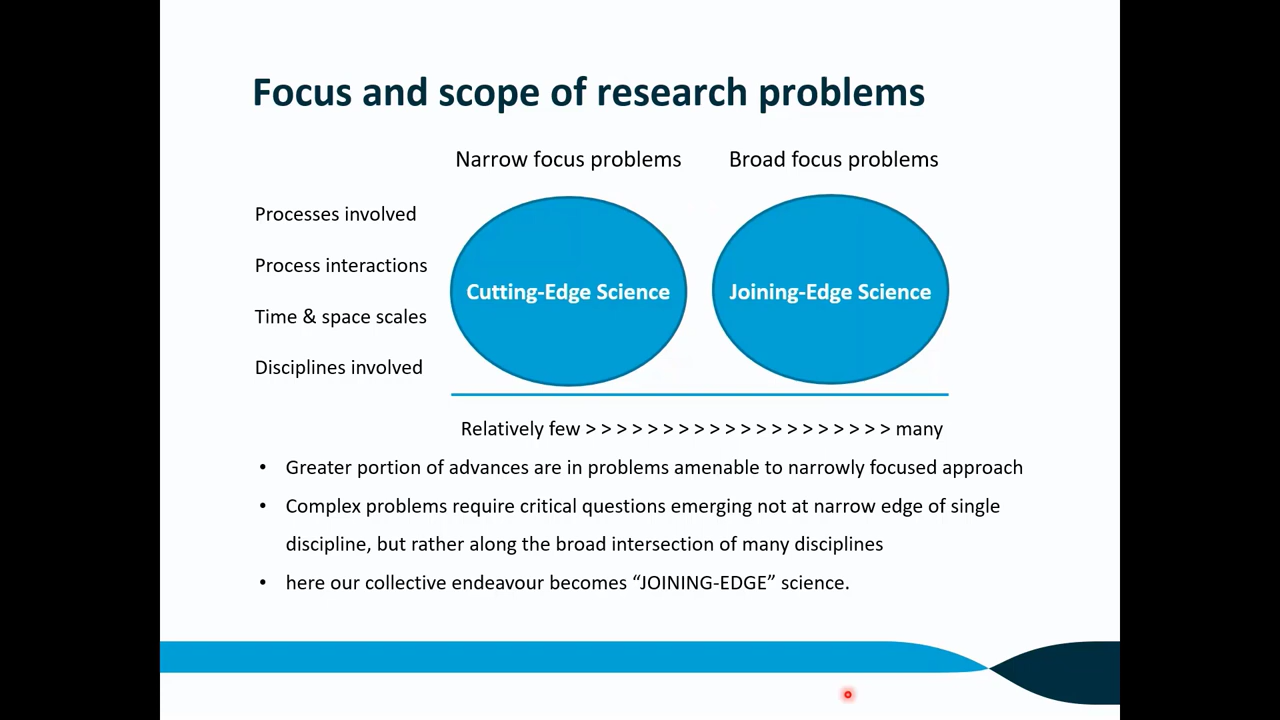 Focus and scope of research problems
Narrow focus problems
Broad focus problems
Processes involved
Process interactions
Time & space scales
Disciplines involved
Cutting-Edge Science
Joining-Edge Science
Relatively few > > > > > > > > > > > > > > > > > > > > many
• Greater portion of advances are in problems amenable to narrowly focused approach
• Complex problems require critical questions emerging not at narrow edge of single
discipline, but rather along the broad intersection of many disciplines
• here our collective endeavour becomes “JOINING-EDGE” science.